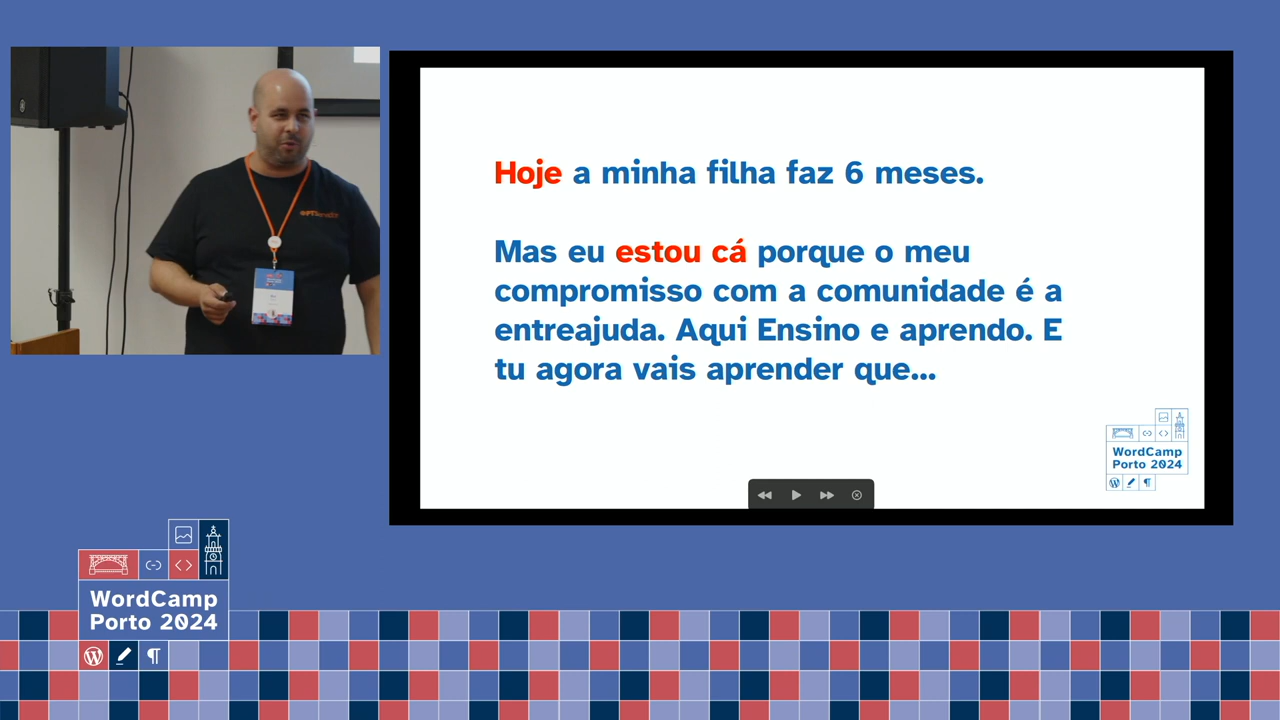 Hoje a minha filha faz 6 meses.
Mas eu estou cá porque o meu
compromisso com a comunidade é a
entreajuda. Aqui Ensino e aprendo. E
tu agora vais aprender que...
WordCamp
Porto 2024
WordCamp
Porto 2024